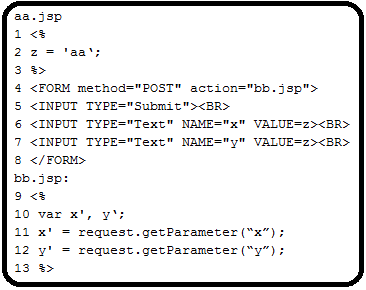 aa.jsp
1 <%
2 z = 'aa‛;
3 %>
4 <FORM method="POST" action="bb.jsp">
5 <INPUT TYPE="Submit"><BR>
6 <INPUT TYPE="Text" NAME="x" VALUE=z><BR>
7 <INPUT TYPE="Text" NAME="y" VALUE=z><BR>
8 </FORM>
bb.jsp:
9 <%
10 var x', y‛;
11 x' = request.getParameter(“x”);
12 y' = request.getParameter(“y”);
13 %>